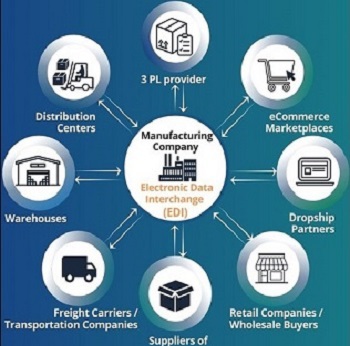 3 PL provider
Distribution
Centers
eCommerce
Marketplaces
Manufacturing
Company
Electronic Data
Interchange
(EDI)
Warehouses
Dropship
Partners
Freight Carriers /
Transportation Companies
Retail Companies /
Wholesale Buyers
Suppliers of